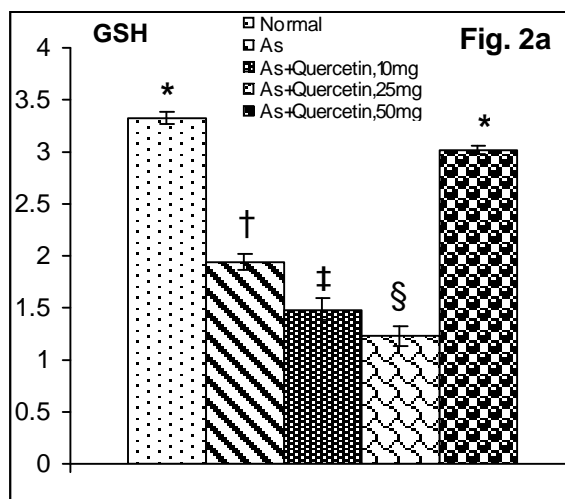 GSH
Normal
As
As+Quercetin,10mg
As+Quercetin,25mg
As+Quercetin,50mg
Fig. 2a
4
3.5
3
2.5
2
1.5
1
0.5
0
*
†
‡
§
*